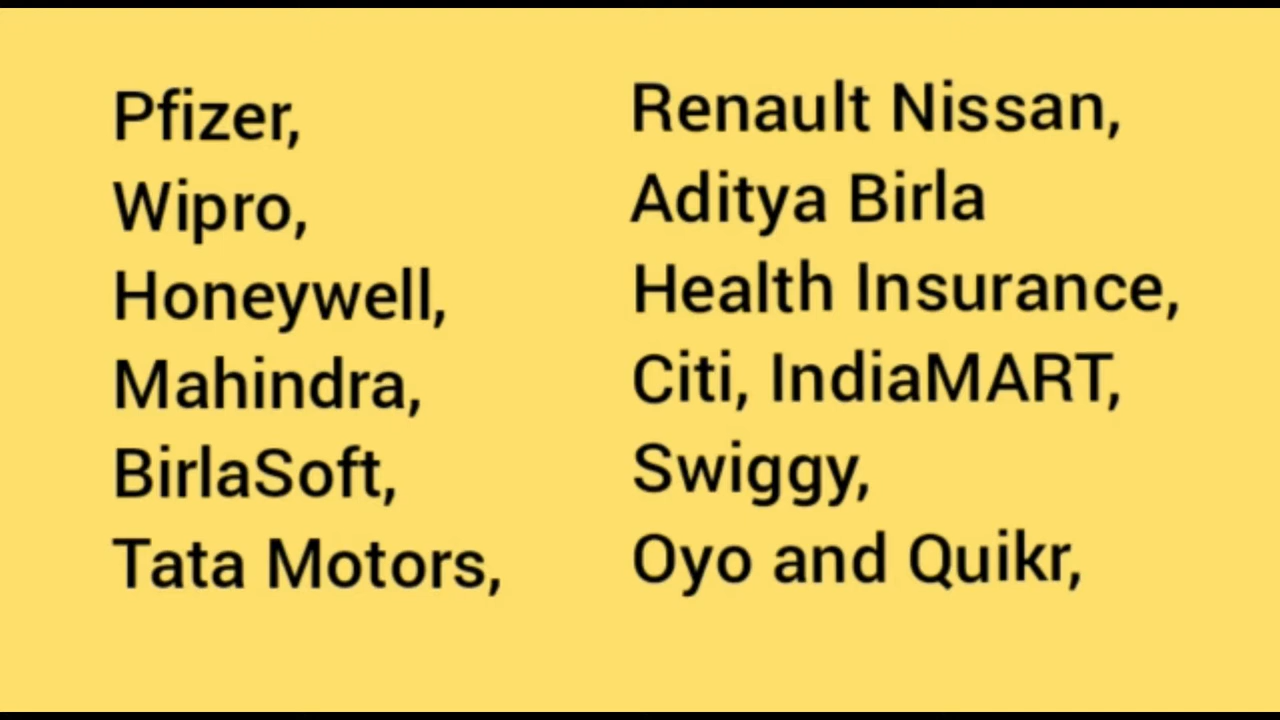 Pfizer,
Wipro,
Honeywell,
Mahindra,
BirlaSoft,
Tata Motors,
Renault Nissan,
Aditya Birla
Health Insurance,
Citi, IndiaMART,
Swiggy,
Oyo and Quikr,